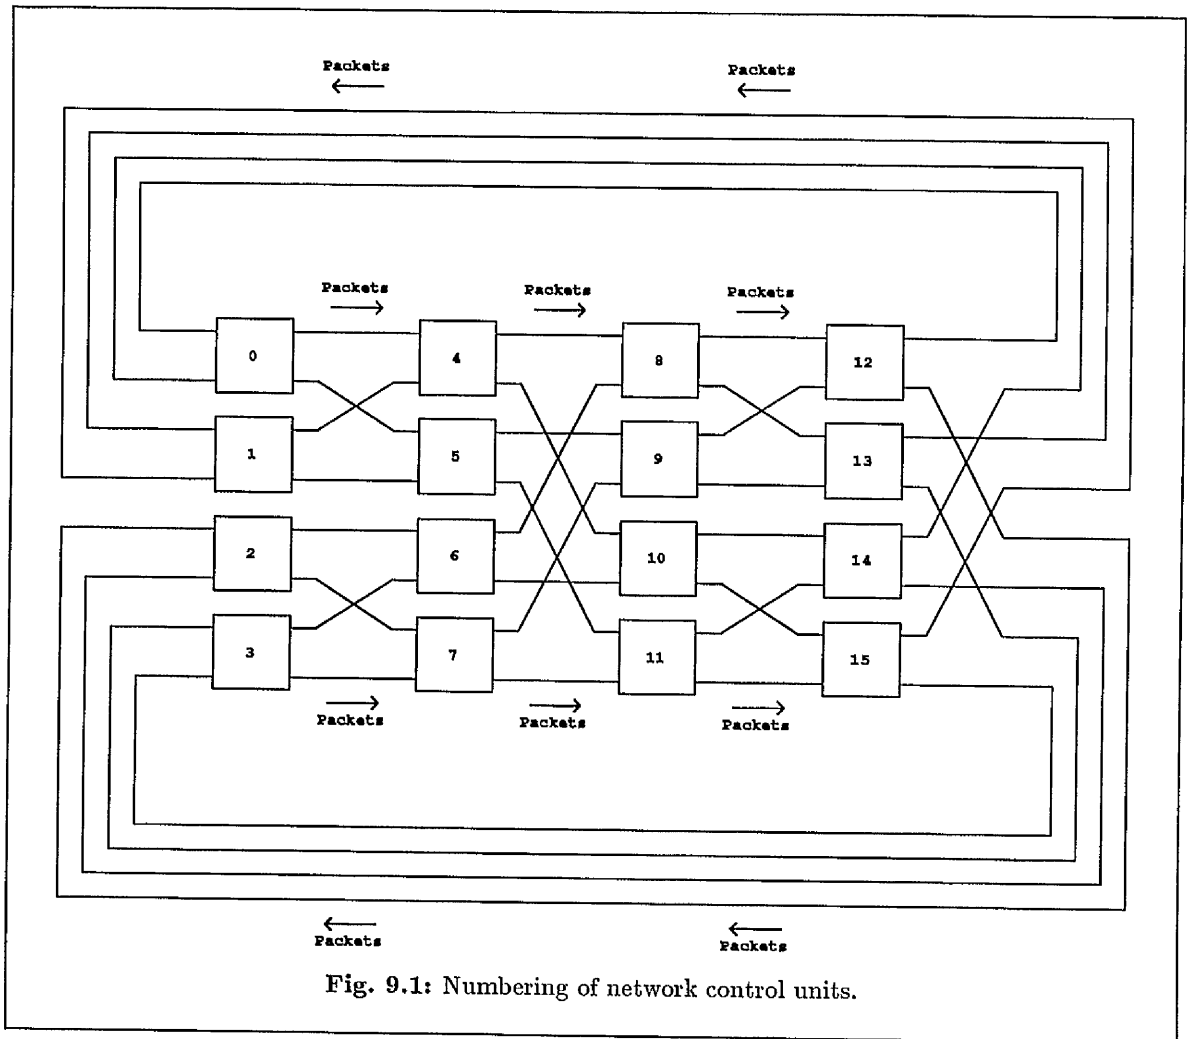 Packets Packets
Packets Packets Packets
0 4 8 12
1 5 9 13
2 6 10 14
3 7 11 15
Packets Packets Packets
Packets Packets
Fig. 9.1: Numbering of network control units.